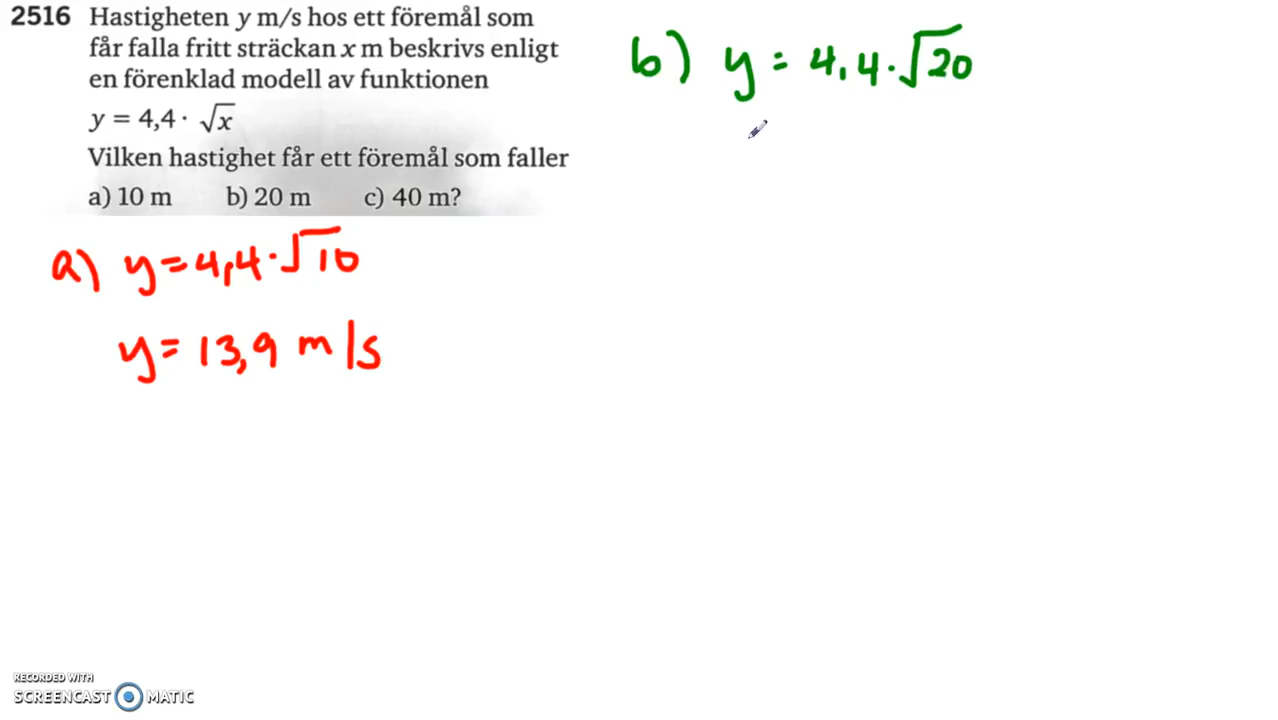 2516 Hastigheten y m/s hos ett föremål som
får falla fritt sträckan x m beskrivs enligt
en förenklad modell av funktionen
y = 4,4 · √x
Vilken hastighet får ett föremål som faller
a) 10 m b) 20 m c) 40 m?
a) y = 4,4 · √10
y = 13,9 m/s
b) y = 4,4 · √20
RECORDED WITH
SCREENCAST MATIC